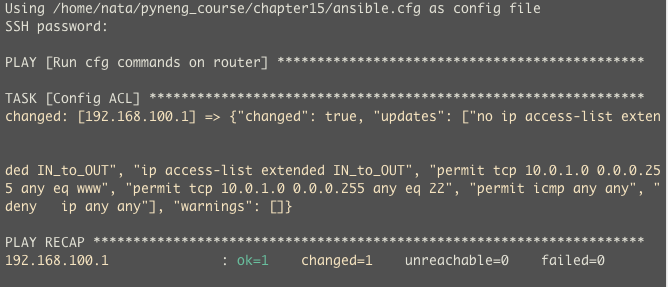 Using /home/nata/pyneng_course/chapter15/ansible.cfg as config file
SSH password:
PLAY [Run cfg commands on router] **********************************************
TASK [Config ACL] **************************************************************
changed: [192.168.100.1] => {"changed": true, "updates": ["no ip access-list exten
ded IN_to_OUT", "ip access-list extended IN_to_OUT", "permit tcp 10.0.1.0 0.0.0.25
5 any eq www", "permit tcp 10.0.1.0 0.0.0.255 any eq 22", "permit icmp any any", "
deny   ip any any"], "warnings": []}
PLAY RECAP *********************************************************************
192.168.100.1              : ok=1    changed=1    unreachable=0    failed=0